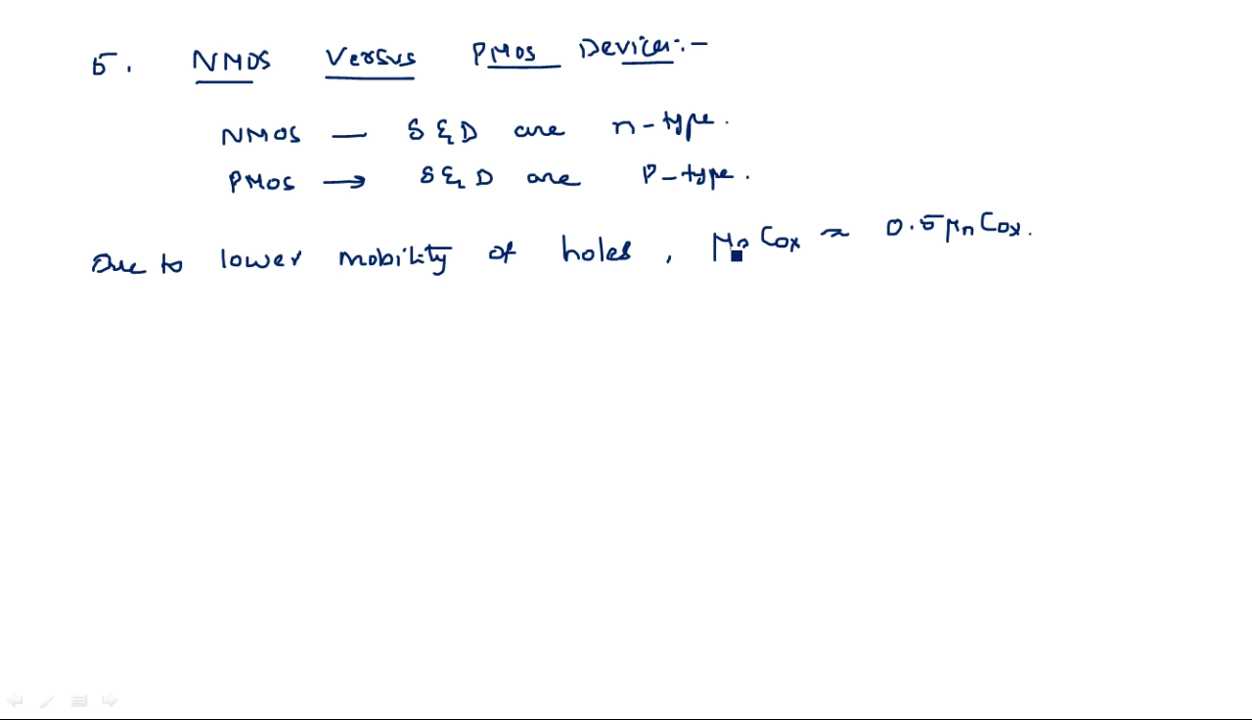 5. NMOS Versus PMOS Device:-
NMOS — S & D are n-type.
PMOS → S & D are P-type.
Due to lower mobility of holes, μp Cox ≈ 0.5 μn Cox.